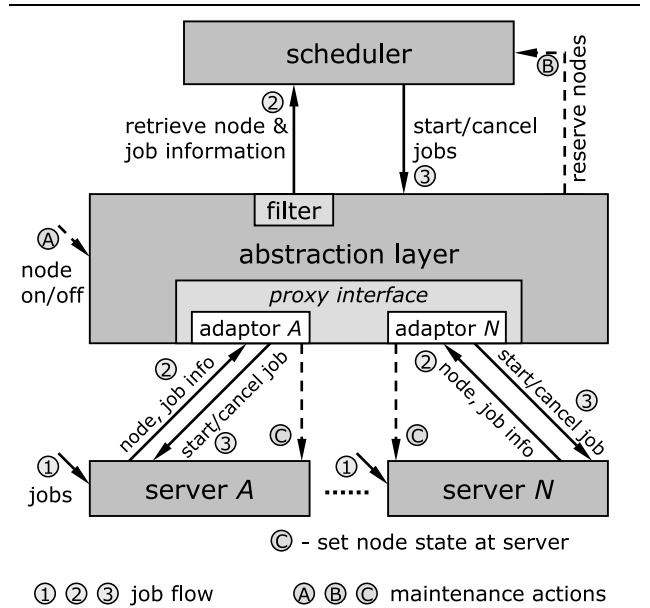 scheduler
Ⓑ
reserve nodes
②
retrieve node &
job information
start/cancel
jobs
③
filter
Ⓐ
node
on/off
abstraction layer
proxy interface
adaptor A
adaptor N
②
node, job info
start/cancel job
③
Ⓒ
Ⓒ
②
node, job info
start/cancel job
③
①
jobs
server A
......
①
server N
Ⓒ - set node state at server
① ② ③ job flow
Ⓐ Ⓑ Ⓒ maintenance actions